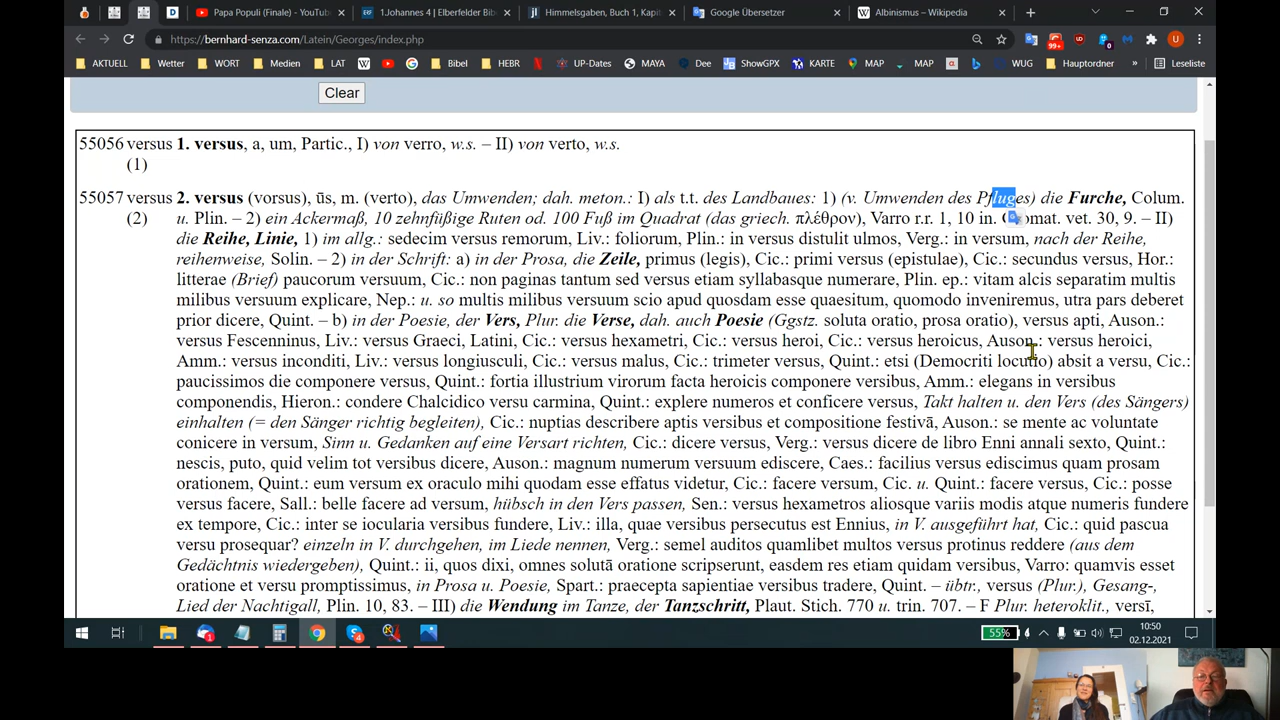 Papa Populi (Finale) - YouTu
1.Johannes 4 | Elberfelder Bib
Himmelsgaben, Buch 1, Kapit
Google Übersetzer
Albinismus – Wikipedia
https://bernhard-senza.com/Latein/Georges/index.php
AKTUELL Wetter WORT Medien LAT Bibel HEBR UP-Dates MAYA Dee ShowGPX KARTE MAP MAP WUG Hauptordner » Leseliste
Clear
55056 versus 1. versus, a, um, Partic., I) von verro, w.s. – II) von verto, w.s.
(1)
55057 versus 2. versus (vorsus), ūs, m. (verto), das Umwenden; dah. meton.: I) als t.t. des Landbaues: 1) (v. Umwenden des Pfluges) die Furche, Colum.
(2) u. Plin. – 2) ein Ackermaß, 10 zehnfüßige Ruten od. 100 Fuß im Quadrat (das griech. πλέθρον), Varro r.r. 1, 10 in. omat. vet. 30, 9. – II)
die Reihe, Linie, 1) im allg.: sedecim versus remorum, Liv.: foliorum, Plin.: in versus distulit ulmos, Verg.: in versum, nach der Reihe,
reihenweise, Solin. – 2) in der Schrift: a) in der Prosa, die Zeile, primus (legis), Cic.: primi versus (epistulae), Cic.: secundus versus, Hor.:
litterae (Brief) paucorum versuum, Cic.: non paginas tantum sed versus etiam syllabasque numerare, Plin. ep.: vitam alcis separatim multis
milibus versuum explicare, Nep.: u. so multis milibus versuum scio apud quosdam esse quaesitum, quomodo inveniremus, utra pars deberet
prior dicere, Quint. – b) in der Poesie, der Vers, Plur. die Verse, dah. auch Poesie (Ggstz. soluta oratio, prosa oratio), versus apti, Auson.:
versus Fescenninus, Liv.: versus Graeci, Latini, Cic.: versus hexametri, Cic.: versus heroi, Cic.: versus heroicus, Auson.: versus heroici,
Amm.: versus inconditi, Liv.: versus longiusculi, Cic.: versus malus, Cic.: trimeter versus, Quint.: etsi (Democriti locutio) absit a versu, Cic.:
paucissimos die componere versus, Quint.: fortia illustrium virorum facta heroicis componere versibus, Amm.: elegans in versibus
componendis, Hieron.: condere Chalcidico versu carmina, Quint.: explere numeros et conficere versus, Takt halten u. den Vers (des Sängers)
einhalten (= den Sänger richtig begleiten), Cic.: nuptias describere aptis versibus et compositione festivā, Auson.: se mente ac voluntate
conicere in versum, Sinn u. Gedanken auf eine Versart richten, Cic.: dicere versus, Verg.: versus dicere de libro Enni annali sexto, Quint.:
nescis, puto, quid velim tot versibus dicere, Auson.: magnum numerum versuum ediscere, Caes.: facilius versus ediscimus quam prosam
orationem, Quint.: eum versum ex oraculo mihi quodam esse effatus videtur, Cic.: facere versum, Cic. u. Quint.: facere versus, Cic.: posse
versus facere, Sall.: belle facere ad versum, hübsch in den Vers passen, Sen.: versus hexametros aliosque variis modis atque numeris fundere
ex tempore, Cic.: inter se iocularia versibus fundere, Liv.: illa, quae versibus persecutus est Ennius, in V. ausgeführt hat, Cic.: quid pascua
versu prosequar? einzeln in V. durchgehen, im Liede nennen, Verg.: semel auditos quamlibet multos versus protinus reddere (aus dem
Gedächtnis wiedergeben), Quint.: ii, quos dixi, omnes solutā oratione scripserunt, easdem res etiam quidam versibus, Varro: quamvis esset
oratione et versu promptissimus, in Prosa u. Poesie, Spart.: praecepta sapientiae versibus tradere, Quint. – übtr., versus (Plur.), Gesang-,
Lied der Nachtigall, Plin. 10, 83. – III) die Wendung im Tanze, der Tanzschritt, Plaut. Stich. 770 u. trin. 707. – F Plur. heteroklit., versī,
55%
10:50
02.12.2021